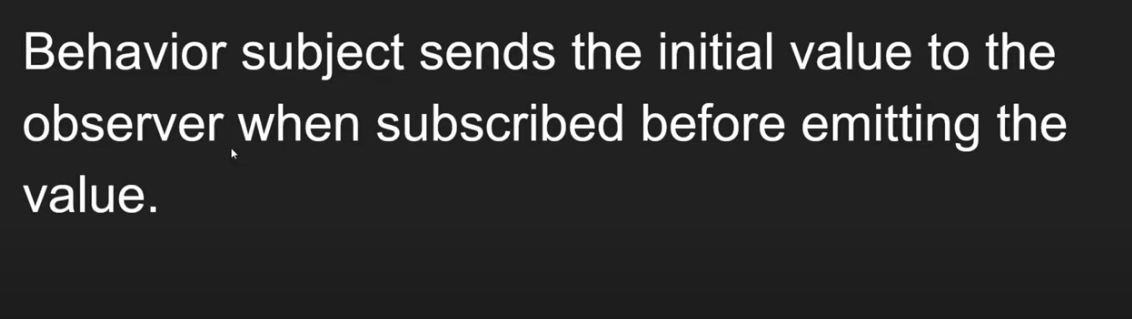 Behavior subject sends the initial value to the
observer when subscribed before emitting the
value.